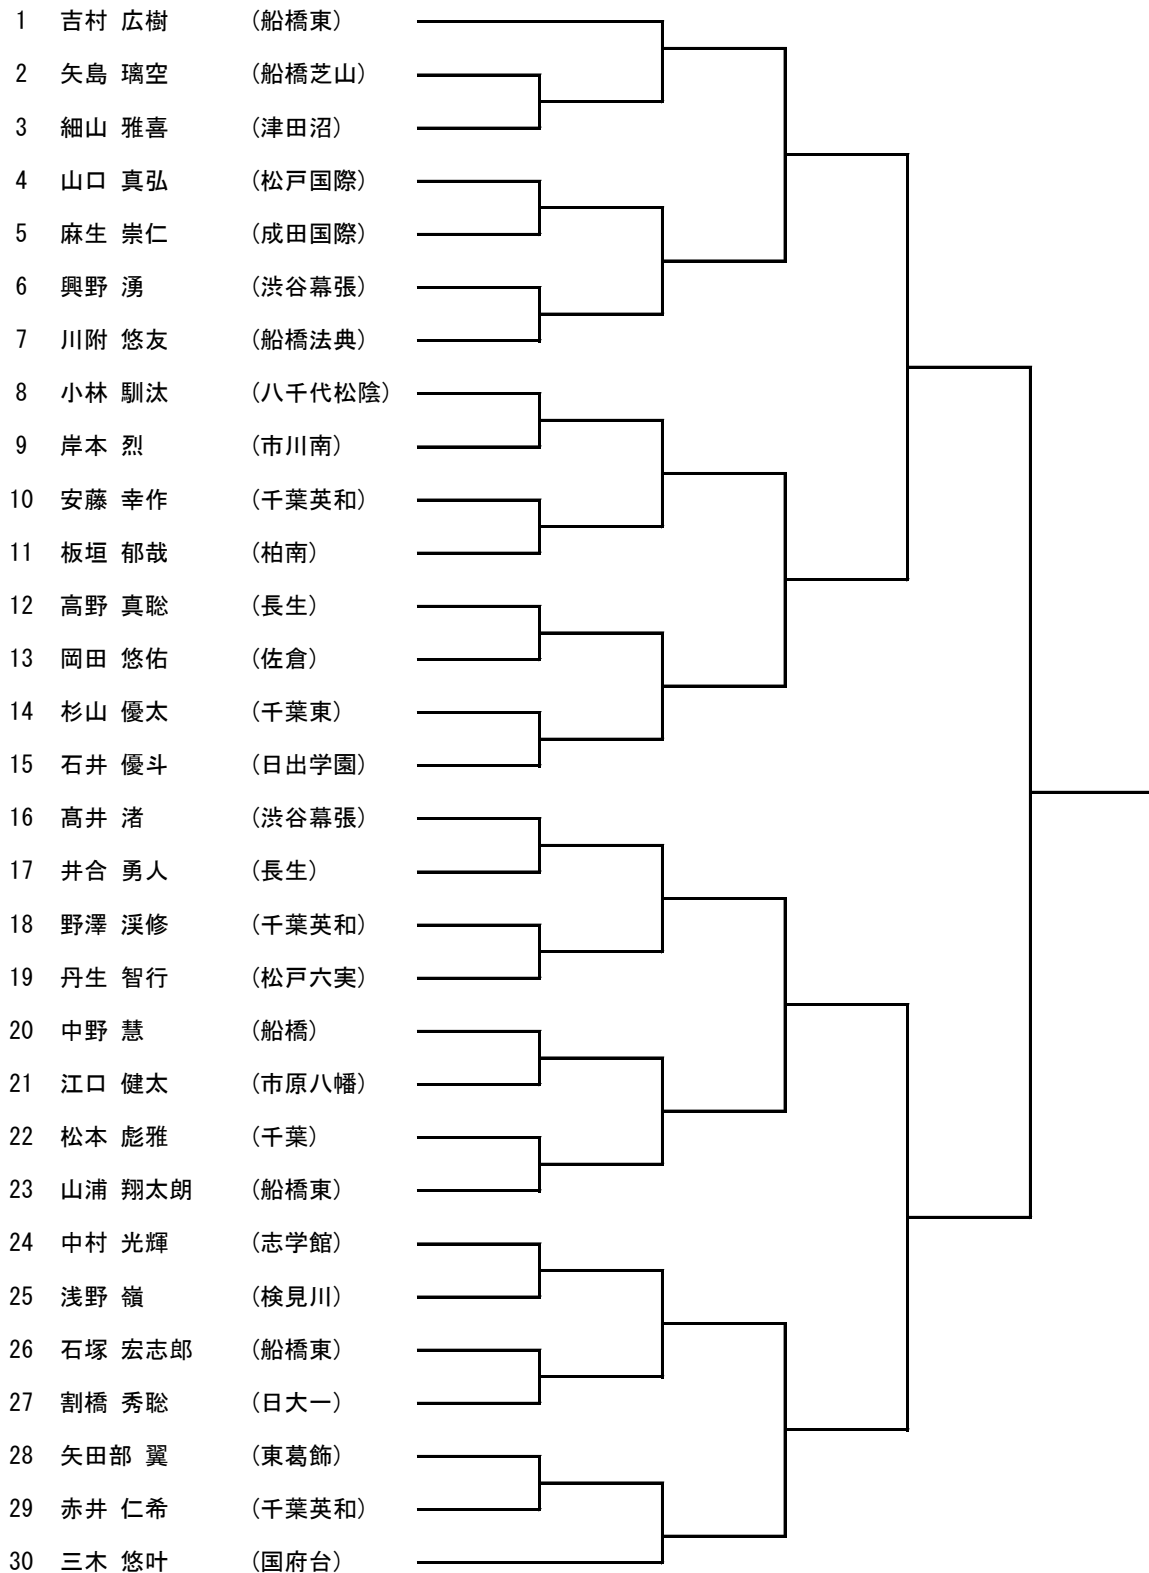 1 吉村 広樹 (船橋東)
2 矢島 璃空 (船橋芝山)
3 細山 雅喜 (津田沼)
4 山口 真弘 (松戸国際)
5 麻生 崇仁 (成田国際)
6 興野 湧 (渋谷幕張)
7 川附 悠友 (船橋法典)
8 小林 馴汰 (八千代松陰)
9 岸本 烈 (市川南)
10 安藤 幸作 (千葉英和)
11 板垣 郁哉 (柏南)
12 高野 真聡 (長生)
13 岡田 悠佑 (佐倉)
14 杉山 優太 (千葉東)
15 石井 優斗 (日出学園)
16 髙井 渚 (渋谷幕張)
17 井合 勇人 (長生)
18 野澤 渓修 (千葉英和)
19 丹生 智行 (松戸六実)
20 中野 慧 (船橋)
21 江口 健太 (市原八幡)
22 松本 彪雅 (千葉)
23 山浦 翔太朗 (船橋東)
24 中村 光輝 (志学館)
25 浅野 嶺 (検見川)
26 石塚 宏志郎 (船橋東)
27 割橋 秀聡 (日大一)
28 矢田部 翼 (東葛飾)
29 赤井 仁希 (千葉英和)
30 三木 悠叶 (国府台)